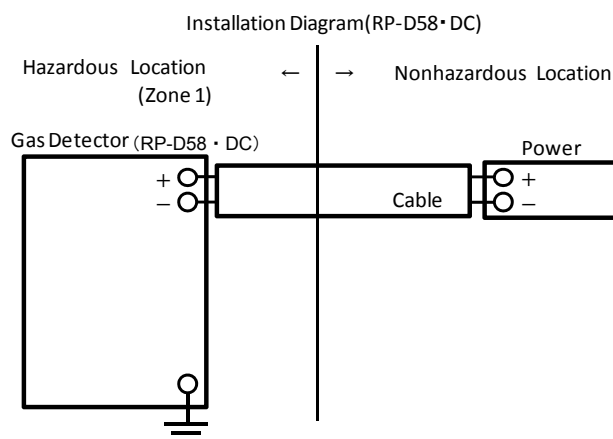 Installation Diagram(RP-D58・DC)
Hazardous Location
(Zone 1)
← →
Nonhazardous Location
Gas Detector (RP-D58・DC)
Power
+
−
Cable
+
−